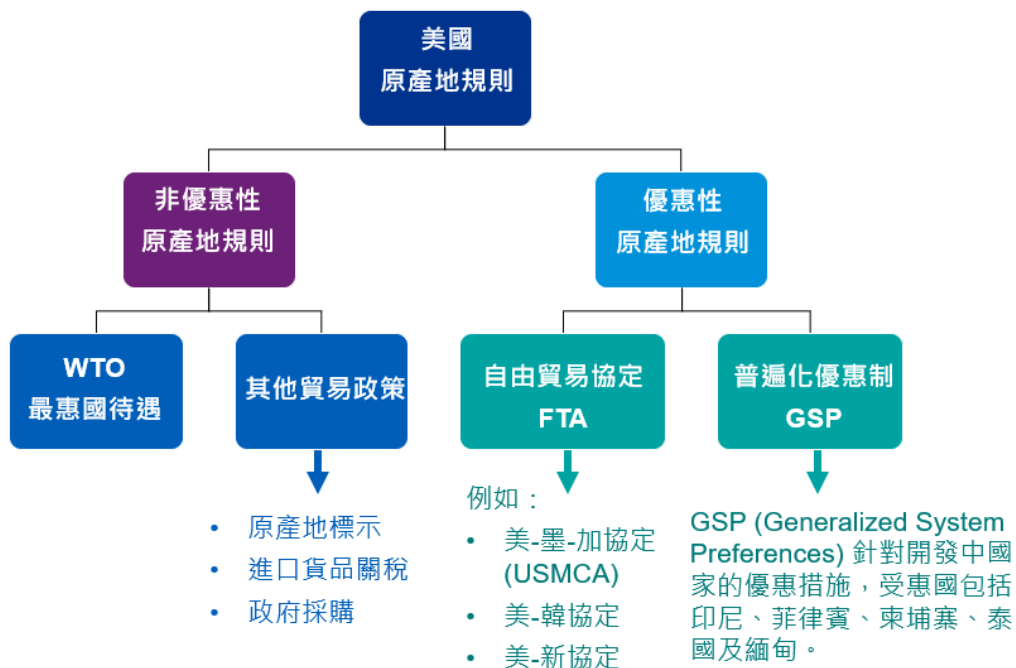 美國
原產地規則
非優惠性
原產地規則
優惠性
原產地規則
WTO
最惠國待遇
其他貿易政策
自由貿易協定
FTA
普遍化優惠制
GSP
• 原產地標示
• 進口貨品關稅
• 政府採購
例如：
• 美-墨-加協定
(USMCA)
• 美-韓協定
• 美-新協定
GSP (Generalized System
Preferences) 針對開發中國
家的優惠措施，受惠國包括
印尼、菲律賓、柬埔寨、泰
國及緬甸。